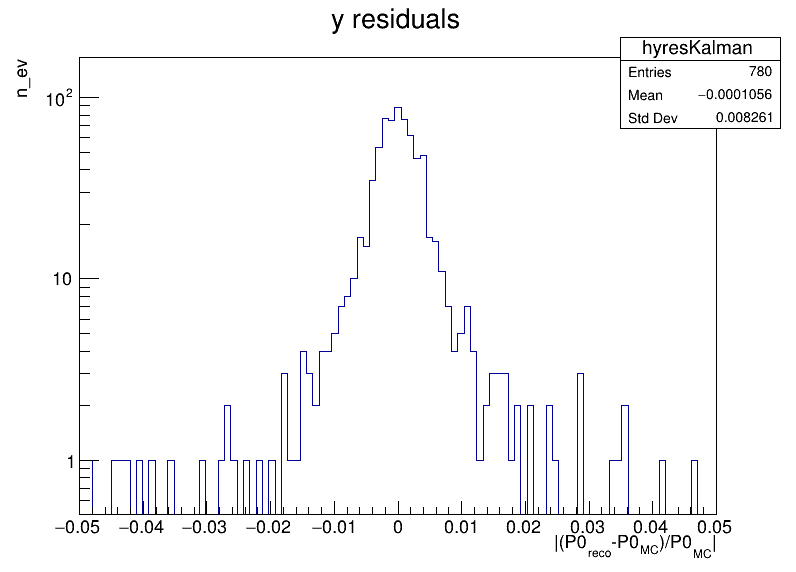 y residuals
hyresKalman
Entries 780
Mean −0.0001056
Std Dev 0.008261
n_ev
10²
10
1
−0.05 −0.04 −0.03 −0.02 −0.01 0 0.01 0.02 0.03 0.04 0.05
|(P0reco-P0MC)/P0MC|